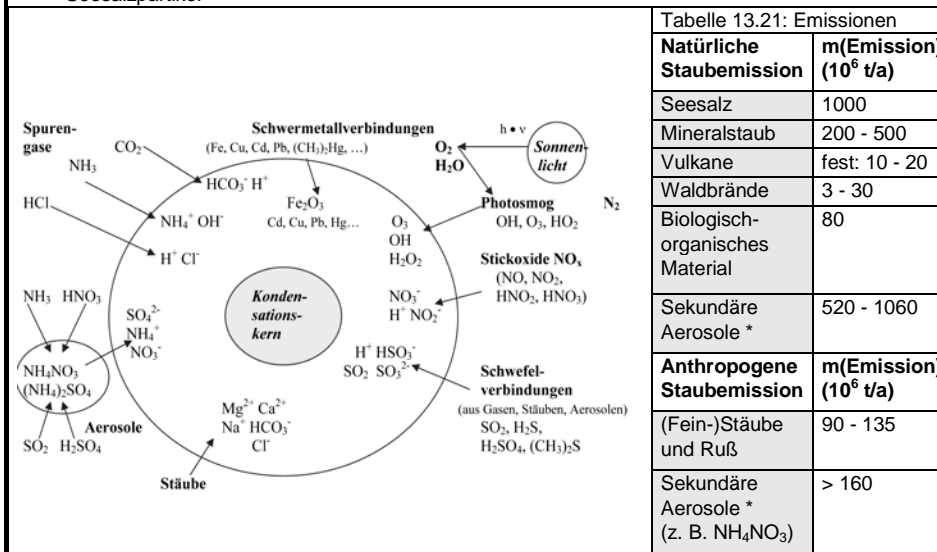 Seesalzpartikel
Spuren-
gase
CO₂
NH₃
HCl
HCO₃⁻ H⁺
NH₄⁺ OH⁻
H⁺ Cl⁻
NH₃ HNO₃
SO₄²⁻
NH₄⁺
NO₃⁻
NH₄NO₃
(NH₄)₂SO₄
Aerosole
SO₂ H₂SO₄
Schwermetallverbindungen
(Fe, Cu, Cd, Pb, (CH₃)₂Hg, ...)
Fe₂O₃
Cd, Cu, Pb, Hg...
Konden-
sations-
kern
Mg²⁺ Ca²⁺
Na⁺ HCO₃⁻
Cl⁻
Stäube
h • ν
Sonnen-
licht
O₂
H₂O
Photosmog
OH, O₃, HO₂
N₂
O₃
OH
H₂O₂
Stickoxide NOₓ
(NO, NO₂,
HNO₂, HNO₃)
NO₃⁻
H⁺ NO₂⁻
H⁺ HSO₃⁻
SO₂ SO₃²⁻
Schwefel-
verbindungen
(aus Gasen, Stäuben, Aerosolen)
SO₂, H₂S,
H₂SO₄, (CH₃)₂S
Tabelle 13.21: Emissionen
Natürliche m(Emission)
Staubemission (10⁶ t/a)
Seesalz 1000
Mineralstaub 200 - 500
Vulkane fest: 10 - 20
Waldbrände 3 - 30
Biologisch- 80
organisches
Material
Sekundäre 520 - 1060
Aerosole *
Anthropogene m(Emission)
Staubemission (10⁶ t/a)
(Fein-)Stäube 90 - 135
und Ruß
Sekundäre > 160
Aerosole *
(z. B. NH₄NO₃)